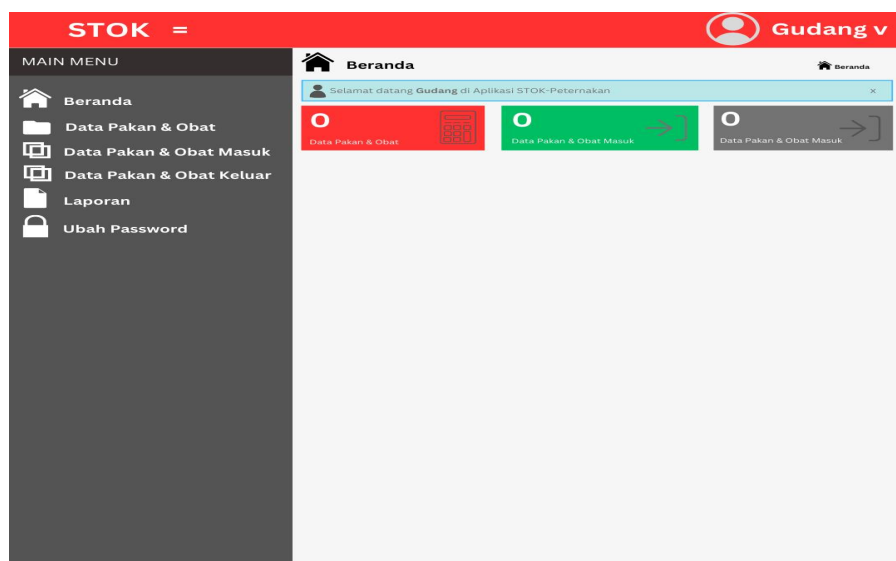 STOK =
Gudang v
MAIN MENU
Beranda
Data Pakan & Obat
Data Pakan & Obat Masuk
Data Pakan & Obat Keluar
Laporan
Ubah Password
Beranda
Beranda
Selamat datang Gudang di Aplikasi STOK-Peternakan ×
0
Data Pakan & Obat
0
Data Pakan & Obat Masuk
0
Data Pakan & Obat Masuk